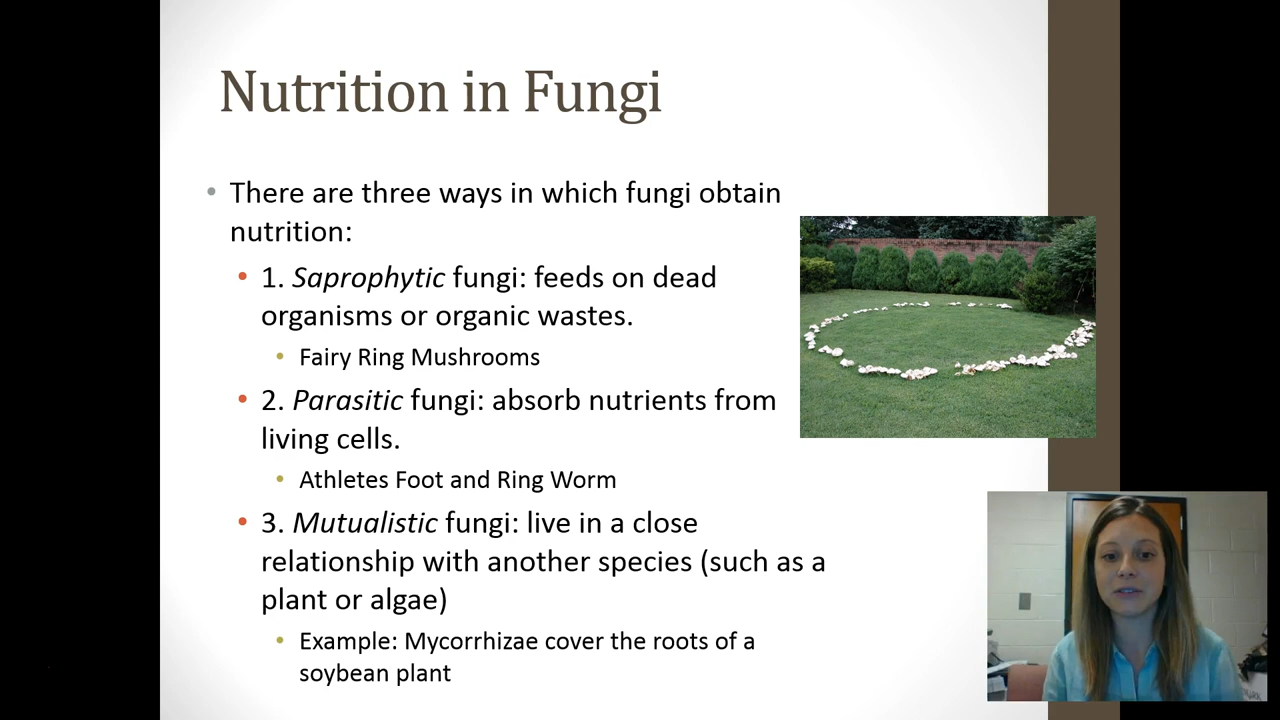 Nutrition in Fungi
• There are three ways in which fungi obtain
nutrition:
• 1. Saprophytic fungi: feeds on dead
organisms or organic wastes.
• Fairy Ring Mushrooms
• 2. Parasitic fungi: absorb nutrients from
living cells.
• Athletes Foot and Ring Worm
• 3. Mutualistic fungi: live in a close
relationship with another species (such as a
plant or algae)
• Example: Mycorrhizae cover the roots of a
soybean plant